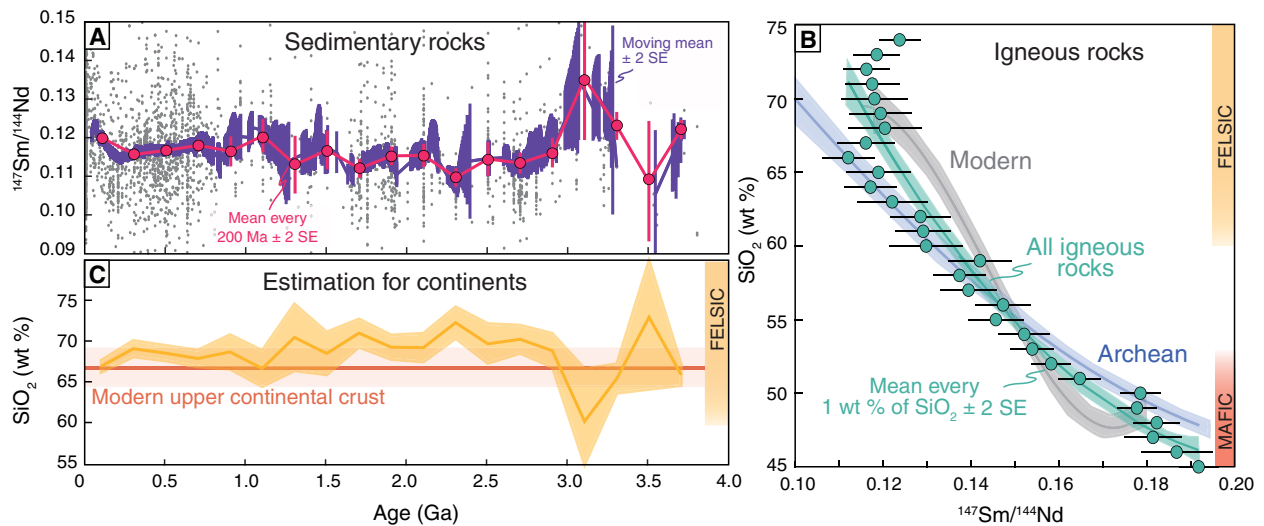 A
Sedimentary rocks
Moving mean
± 2 SE
Mean every
200 Ma ± 2 SE
¹⁴⁷Sm/¹⁴⁴Nd
0.15
0.14
0.13
0.12
0.11
0.10
0.09
C
Estimation for continents
Modern upper continental crust
FELSIC
SiO₂ (wt %)
75
70
65
60
55
0 0.5 1.0 1.5 2.0 2.5 3.0 3.5 4.0
Age (Ga)
B
Igneous rocks
Modern
All igneous
rocks
Archean
Mean every
1 wt % of SiO₂ ± 2 SE
FELSIC
MAFIC
SiO₂ (wt %)
75
70
65
60
55
50
45
0.10 0.12 0.14 0.16 0.18 0.20
¹⁴⁷Sm/¹⁴⁴Nd